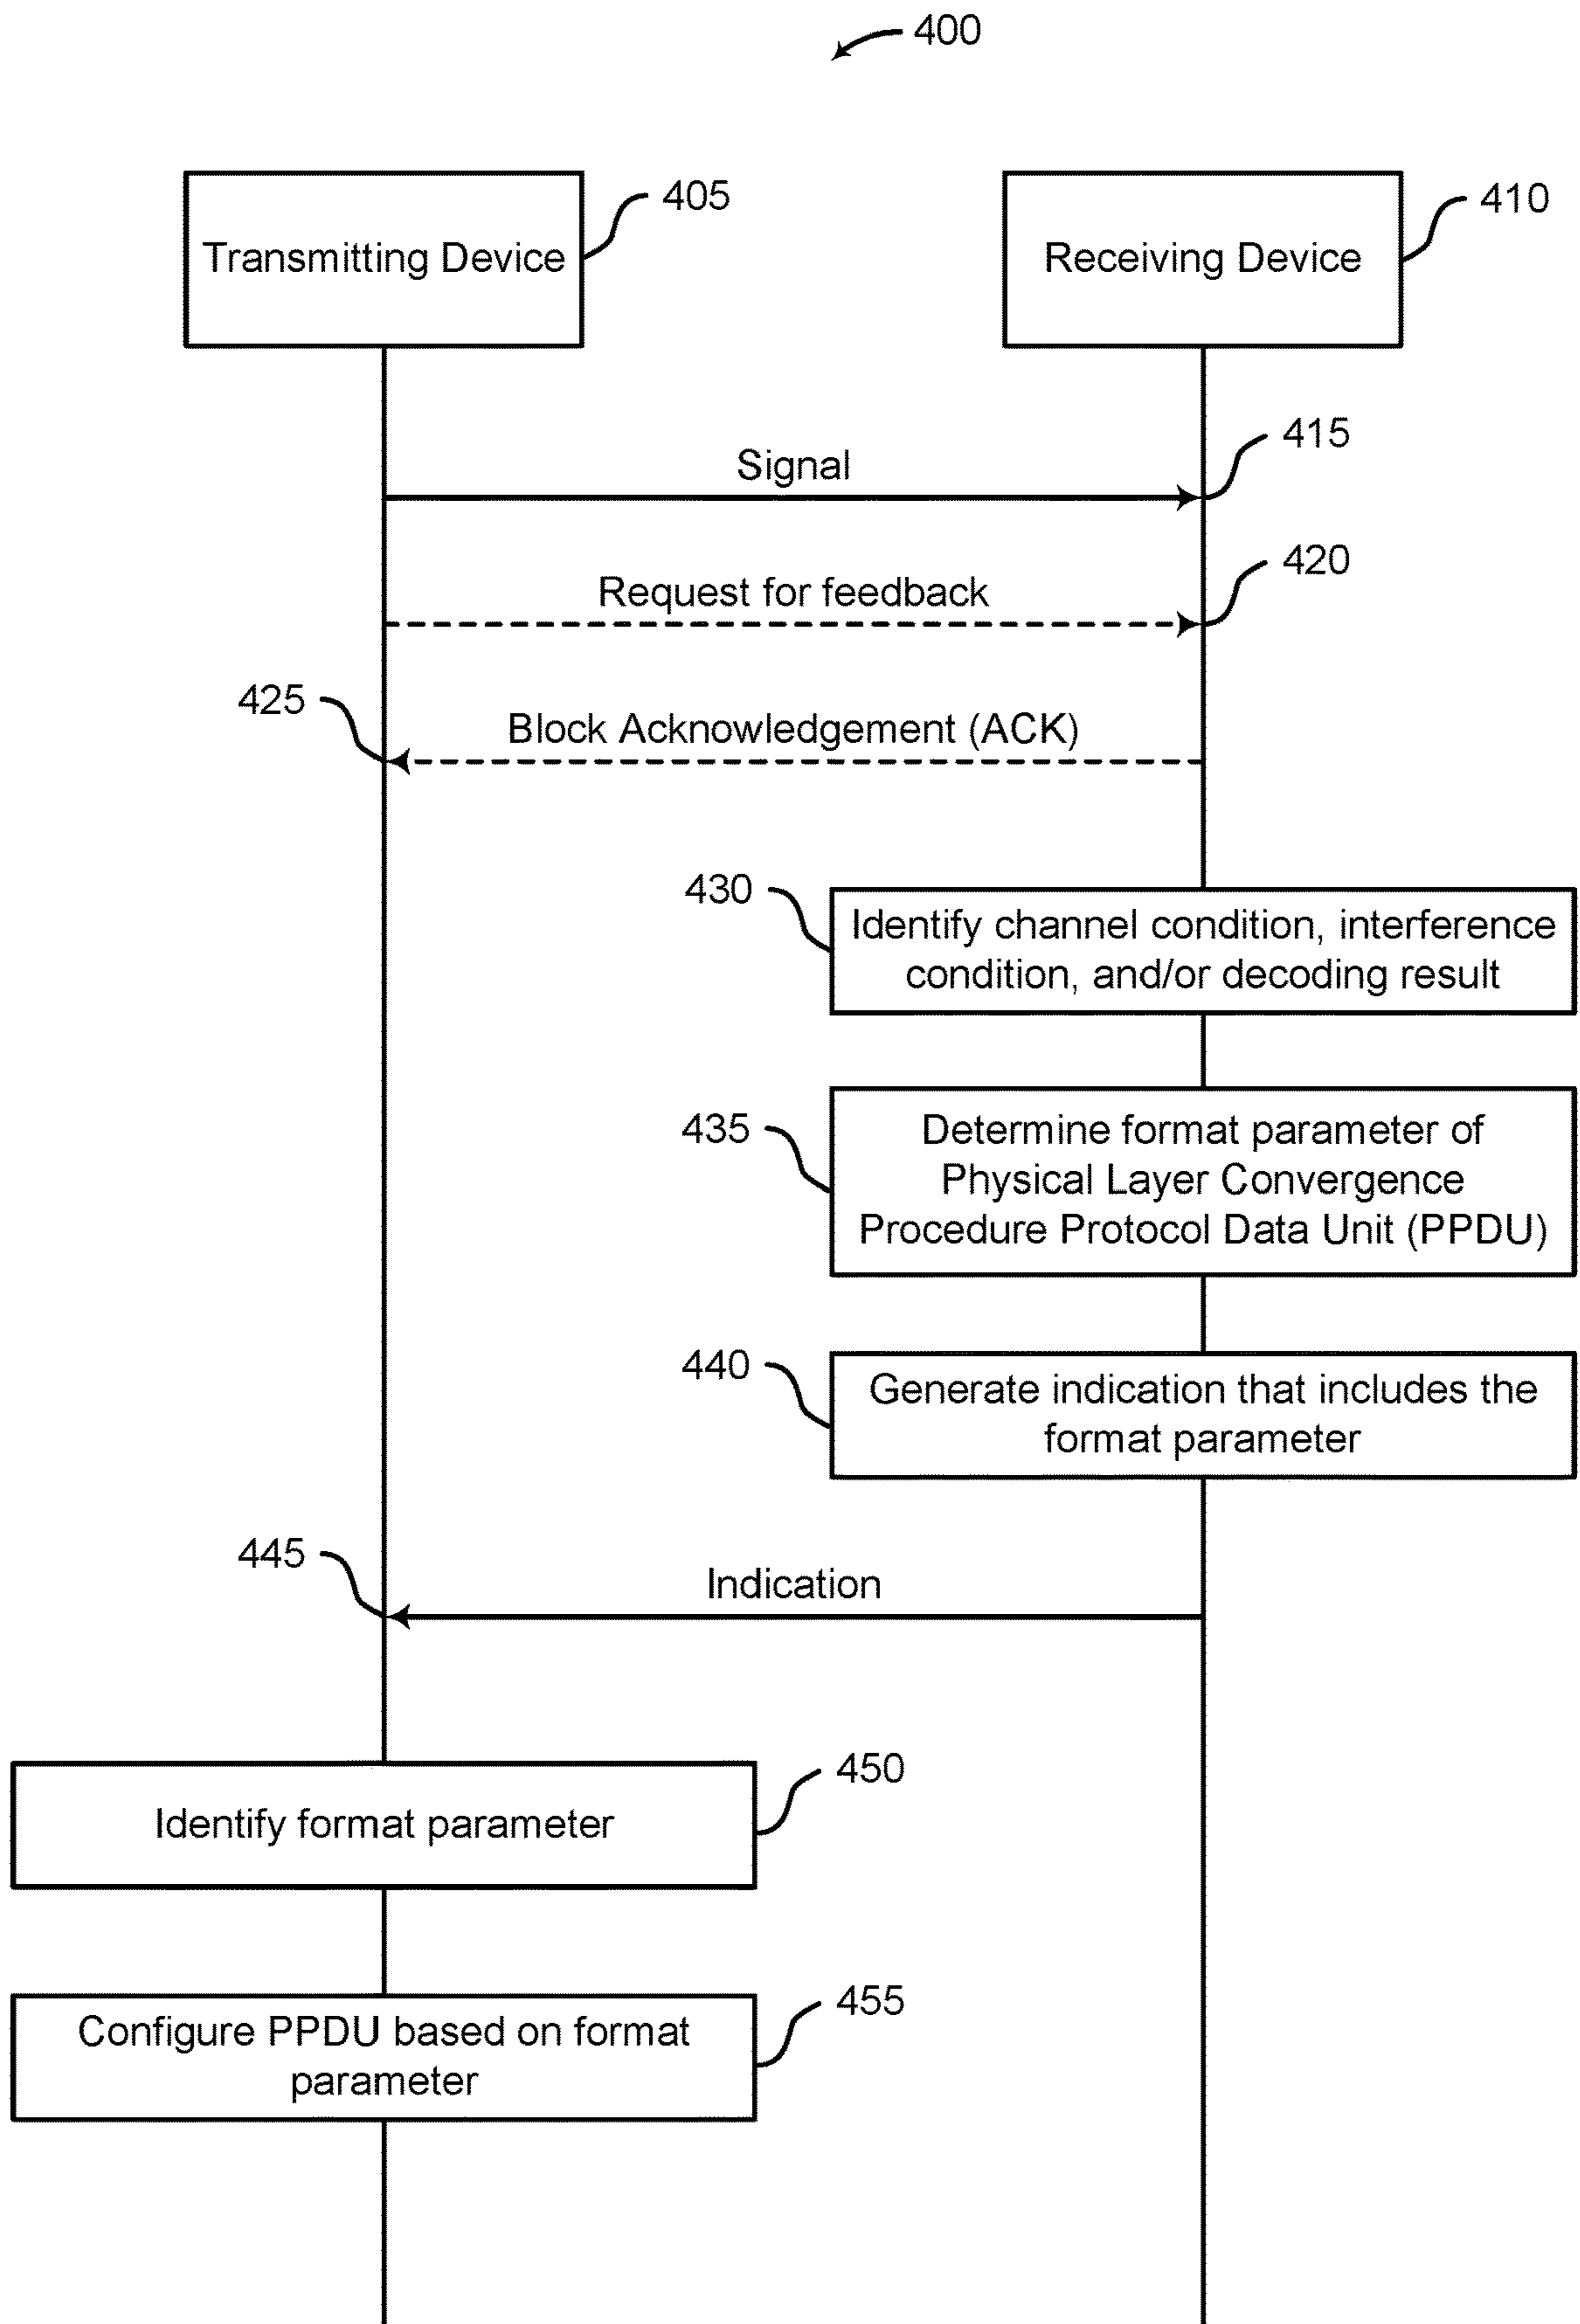 400
405
Transmitting Device
410
Receiving Device
415
Signal
420
Request for feedback
425
Block Acknowledgement (ACK)
430
Identify channel condition, interference
condition, and/or decoding result
435
Determine format parameter of
Physical Layer Convergence
Procedure Protocol Data Unit (PPDU)
440
Generate indication that includes the
format parameter
445
Indication
450
Identify format parameter
455
Configure PPDU based on format
parameter